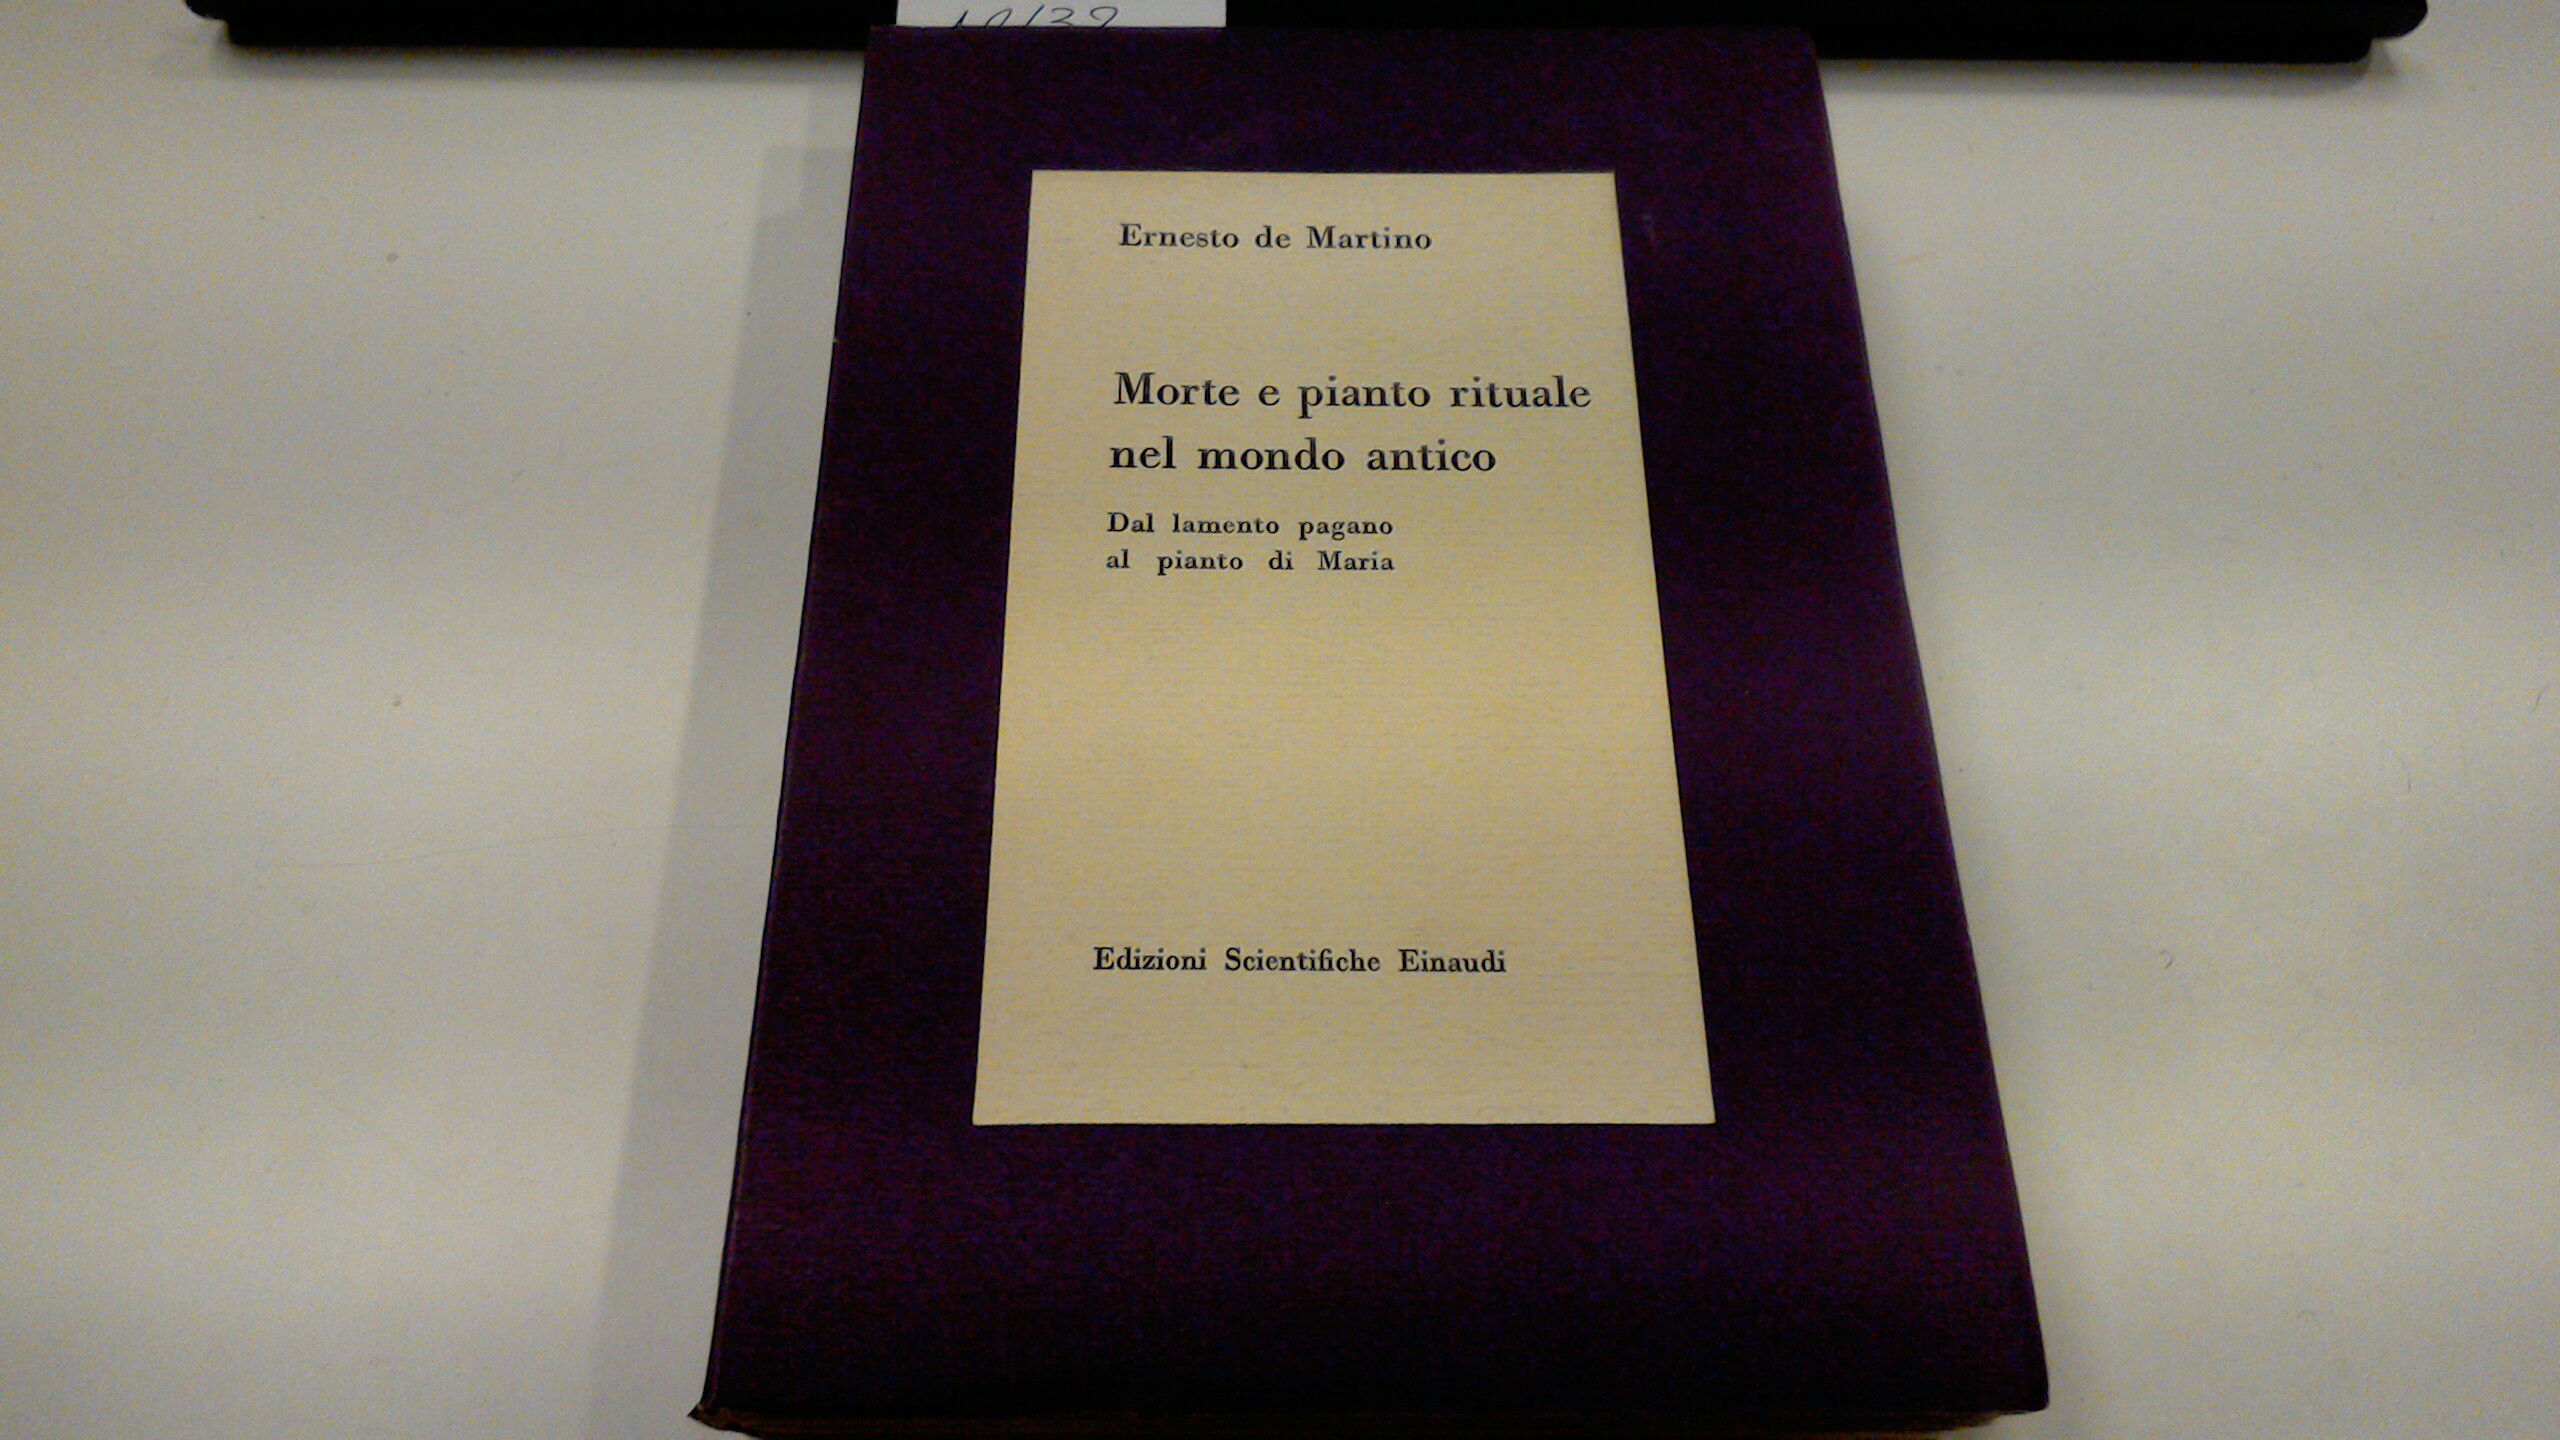 Ernesto de Martino
Morte e pianto rituale
nel mondo antico
Dal lamento pagano
al pianto di Maria
Edizioni Scientifiche Einaudi